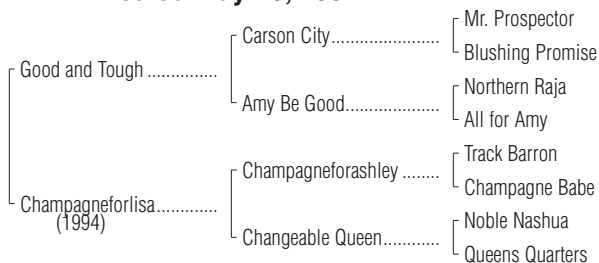 Mr. Prospector
Carson City
Blushing Promise
Good and Tough
Northern Raja
Amy Be Good
All for Amy
Track Barron
Champagneforashley
Champagne Babe
Champagneforlisa
(1994)
Noble Nashua
Changeable Queen
Queens Quarters